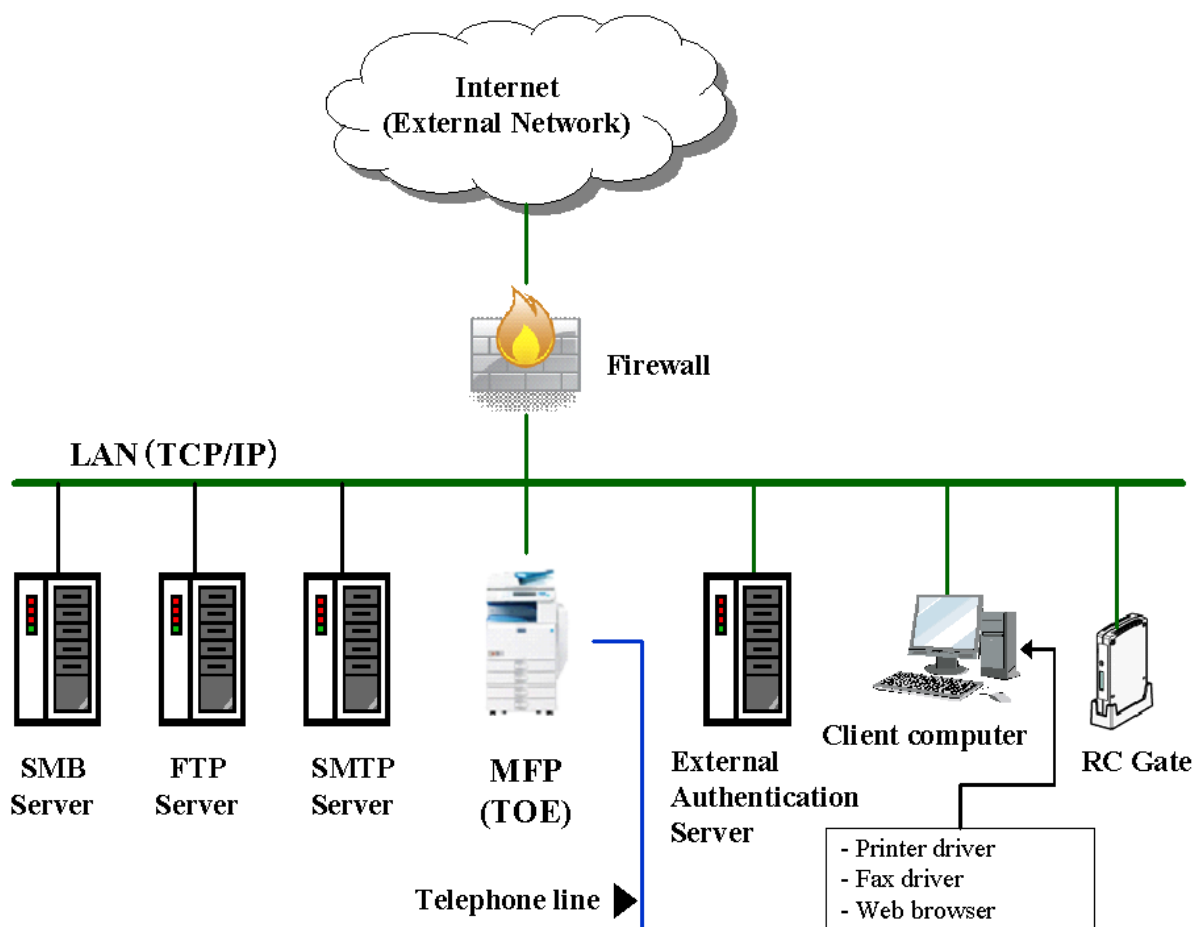 Internet
(External Network)
Firewall
LAN (TCP/IP)
SMB
Server
FTP
Server
SMTP
Server
MFP
(TOE)
External
Authentication
Server
Client computer
RC Gate
Telephone line
- Printer driver
- Fax driver
- Web browser